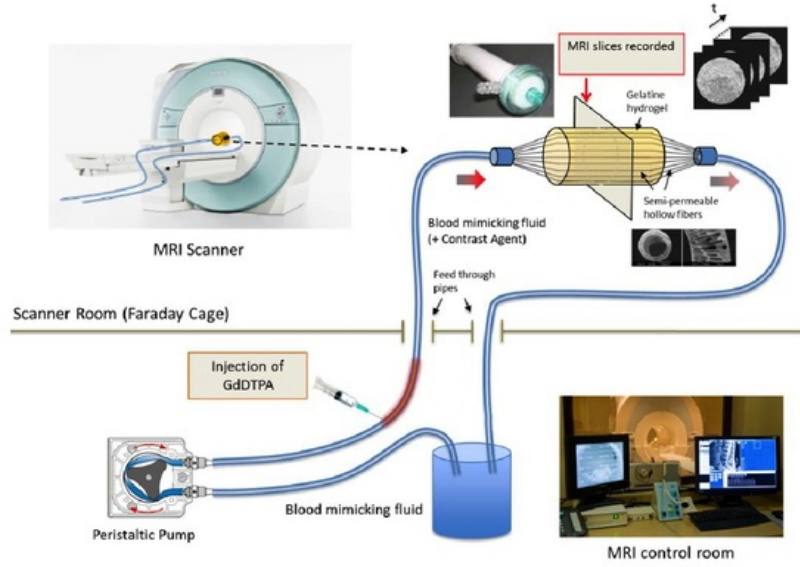 t
MRI slices recorded
Gelatine
hydrogel
Semi-permeable
hollow fibers
Blood mimicking fluid
(+ Contrast Agent)
MRI Scanner
Feed through
pipes
Scanner Room (Faraday Cage)
Injection of
GdDTPA
Blood mimicking fluid
Peristaltic Pump
MRI control room